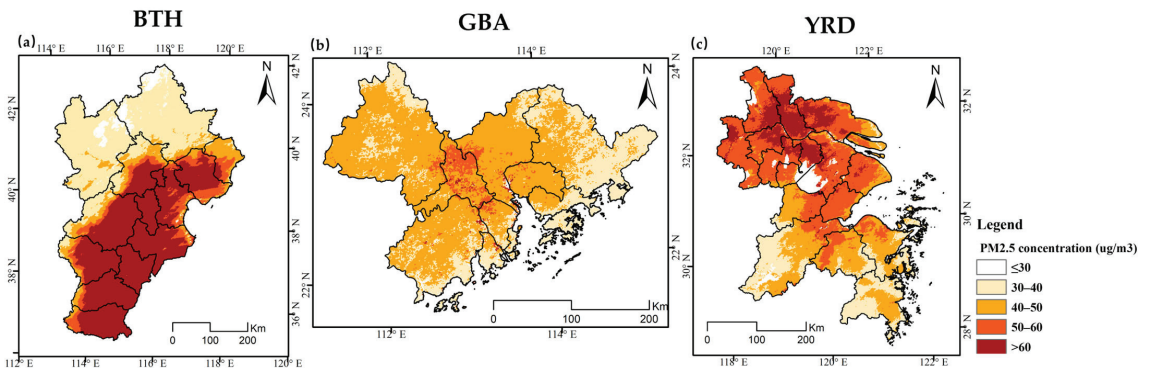 BTH
GBA
YRD
(a)
114° E
116° E
118° E
120° E
(b)
112° E
114° E
(c)
120° E
122° E
N
N
N
42° N
40° N
38° N
42° N
40° N
38° N
36° N
24° N
22° N
24° N
22° N
32° N
30° N
32° N
30° N
28° N
0
100
200
Km
0
100
200
Km
0
100
200
Km
112° E
114° E
116° E
118° E
120° E
112° E
114° E
118° E
120° E
122° E
Legend
PM2.5 concentration (ug/m3)
≤30
30–40
40–50
50–60
>60